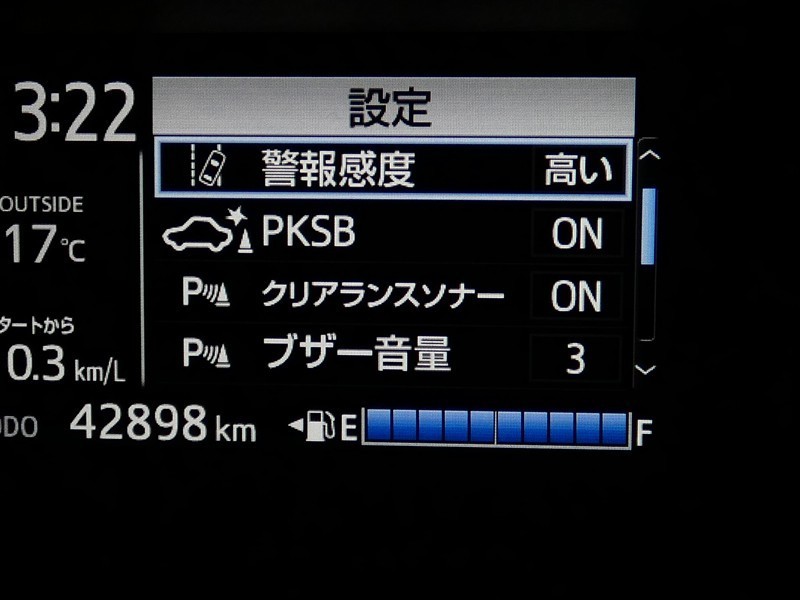 3:22
設定
警報感度 高い
OUTSIDE
PKSB ON
17℃
P クリアランスソナー ON
タートから
P ブザー音量 3
0.3 km/L
42898 km
E F